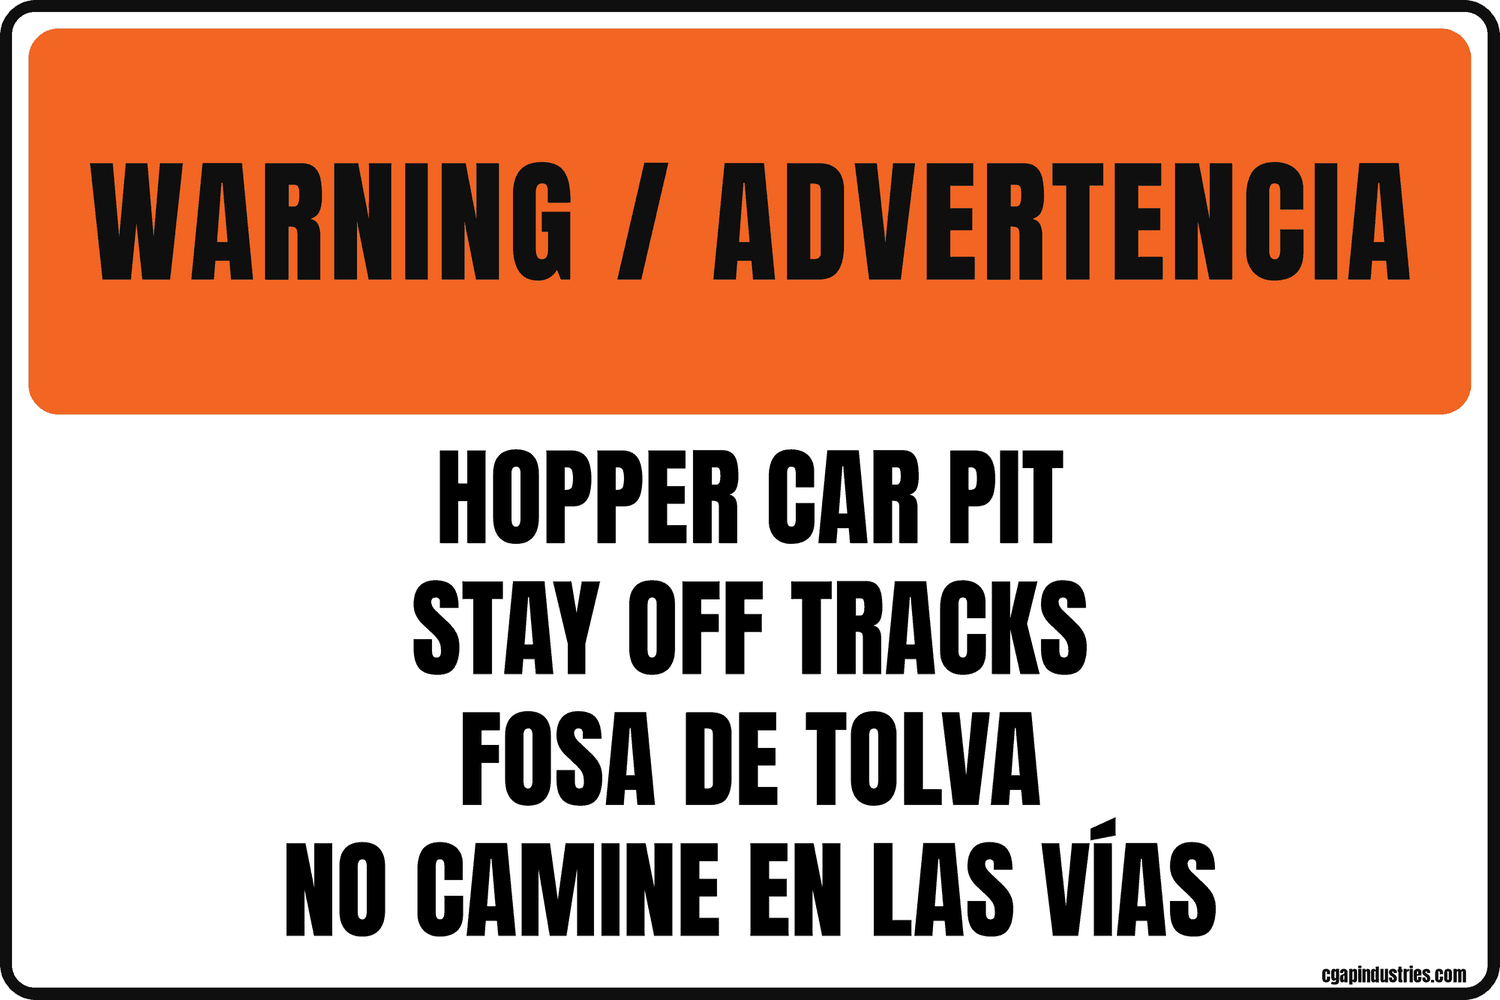 WARNING / ADVERTENCIA
HOPPER CAR PIT
STAY OFF TRACKS
FOSA DE TOLVA
NO CAMINE EN LAS VÍAS
cgapindustries.com